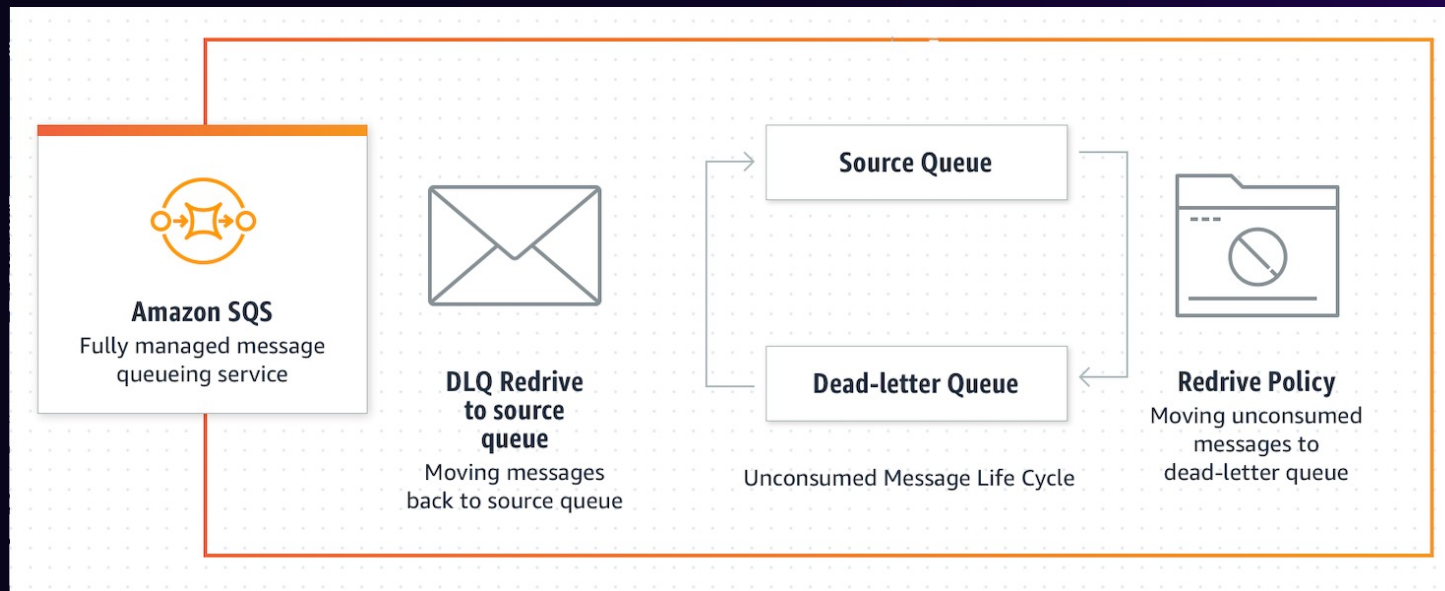 Amazon SQS
Fully managed message
queueing service
DLQ Redrive
to source
queue
Moving messages
back to source queue
Source Queue
Dead-letter Queue
Unconsumed Message Life Cycle
Redrive Policy
Moving unconsumed
messages to
dead-letter queue